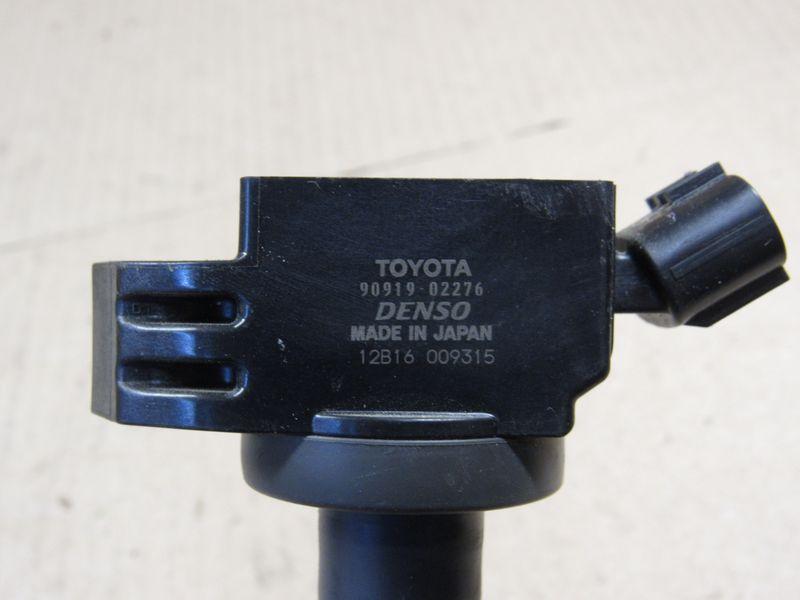 TOYOTA
90919-02276
DENSO
MADE IN JAPAN
12B16 009315